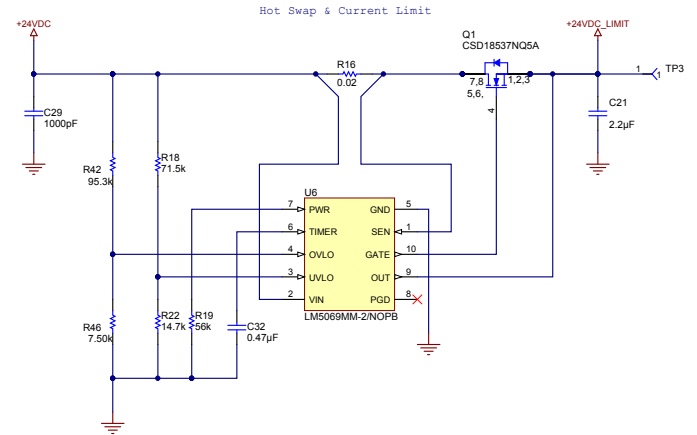 Hot Swap & Current Limit
+24VDC
+24VDC_LIMIT
Q1
CSD18537NQ5A
R16
0.02
7,8
5,6,
1,2,3
4
1
1
TP3
C29
1000pF
C21
2.2µF
R42
95.3k
R18
71.5k
U6
7 PWR
GND 5
6 TIMER
SEN 1
4 OVLO
GATE 10
3 UVLO
OUT 9
2 VIN
PGD 8
LM5069MM-2/NOPB
R46
7.50k
R22
14.7k
R19
56k
C32
0.47µF